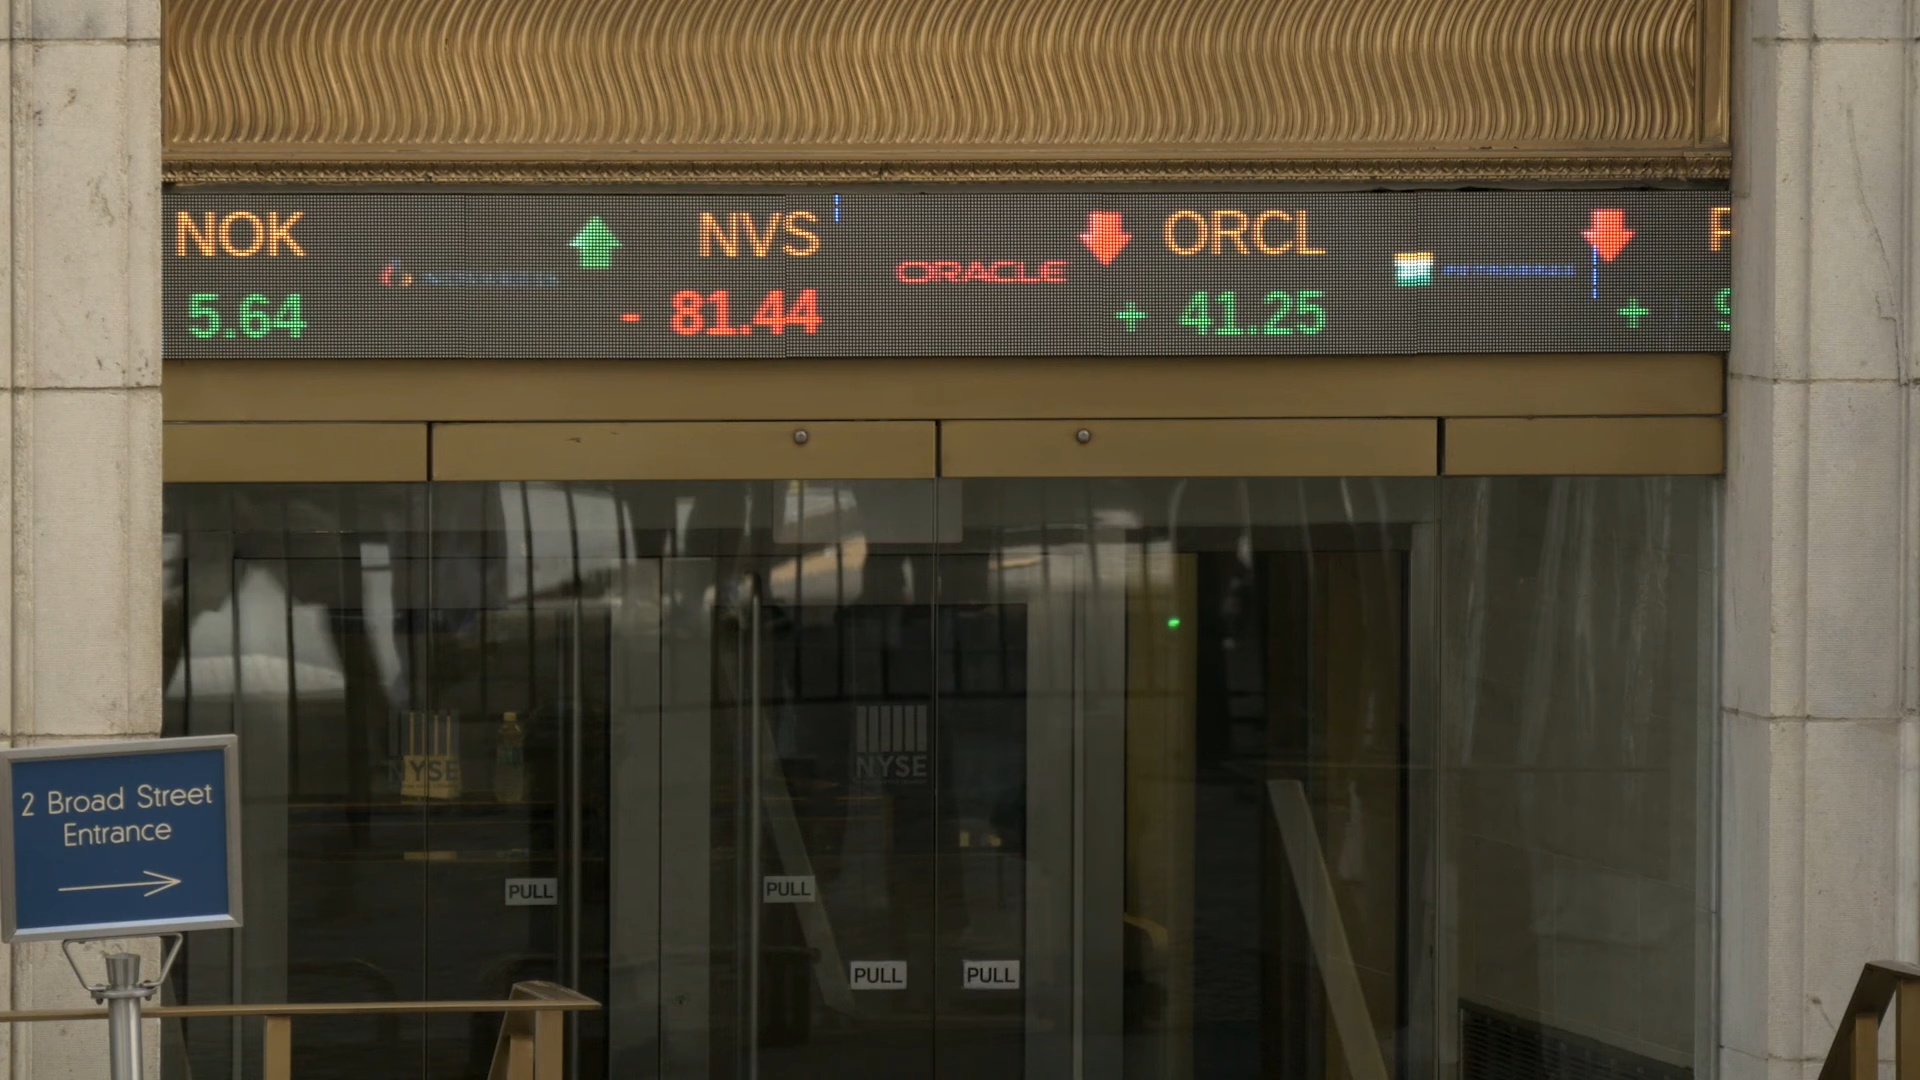 NOK
NVS
ORCL
5.64
- 81.44
ORACLE
+ 41.25
+
NYSE
NYSE
2 Broad Street
Entrance
PULL
PULL
PULL
PULL